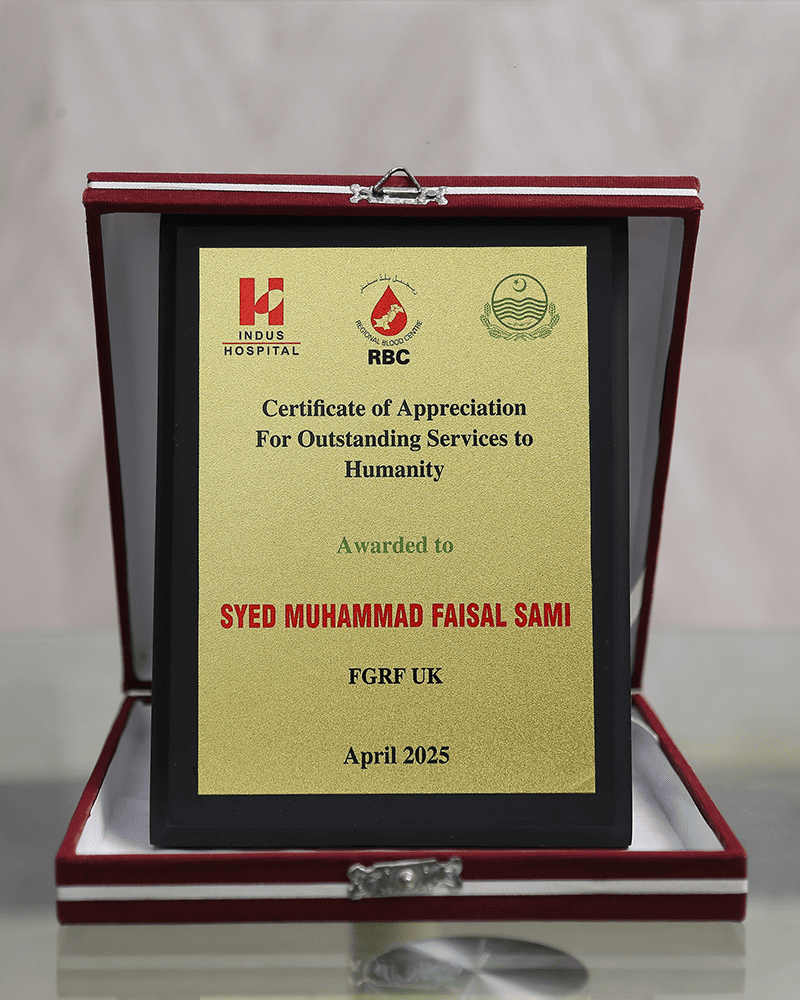 INDUS
HOSPITAL
REGIONAL BLOOD CENTRE
RBC
Certificate of Appreciation
For Outstanding Services to
Humanity
Awarded to
SYED MUHAMMAD FAISAL SAMI
FGRF UK
April 2025